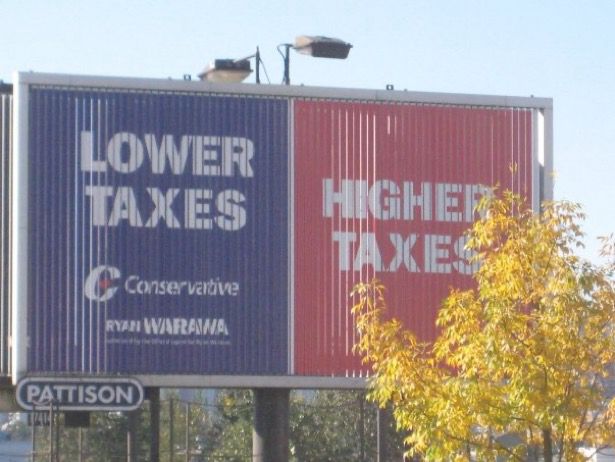 LOWER
TAXES
Conservative
RYAN WARAWA
HIGHER
TAXES
PATTISON